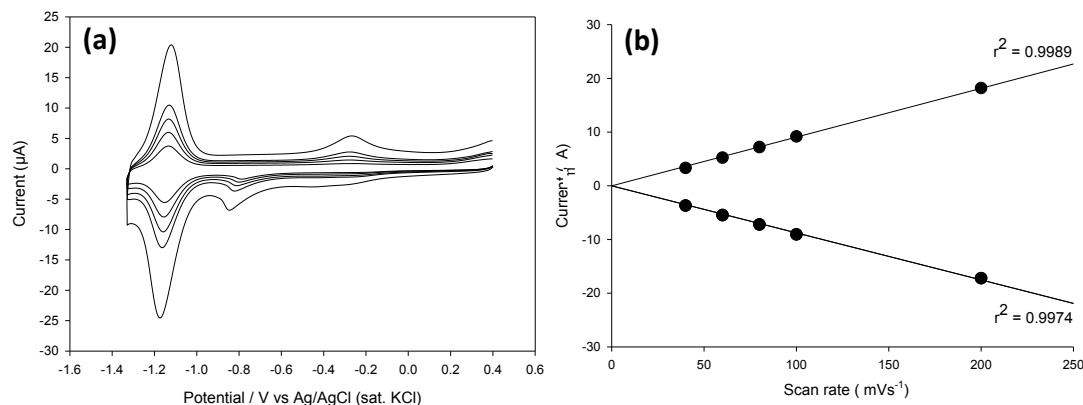 (a)
25
20
15
10
5
0
-5
-10
-15
-20
-25
-30
Current (µA)
-1.6 -1.4 -1.2 -1.0 -0.8 -0.6 -0.4 -0.2 0.0 0.2 0.4 0.6
Potential / V vs Ag/AgCl (sat. KCl)
(b)
30
20
10
0
-10
-20
-30
r2 = 0.9989
r2 = 0.9974
0 50 100 150 200 250
Scan rate ( mVs-1)